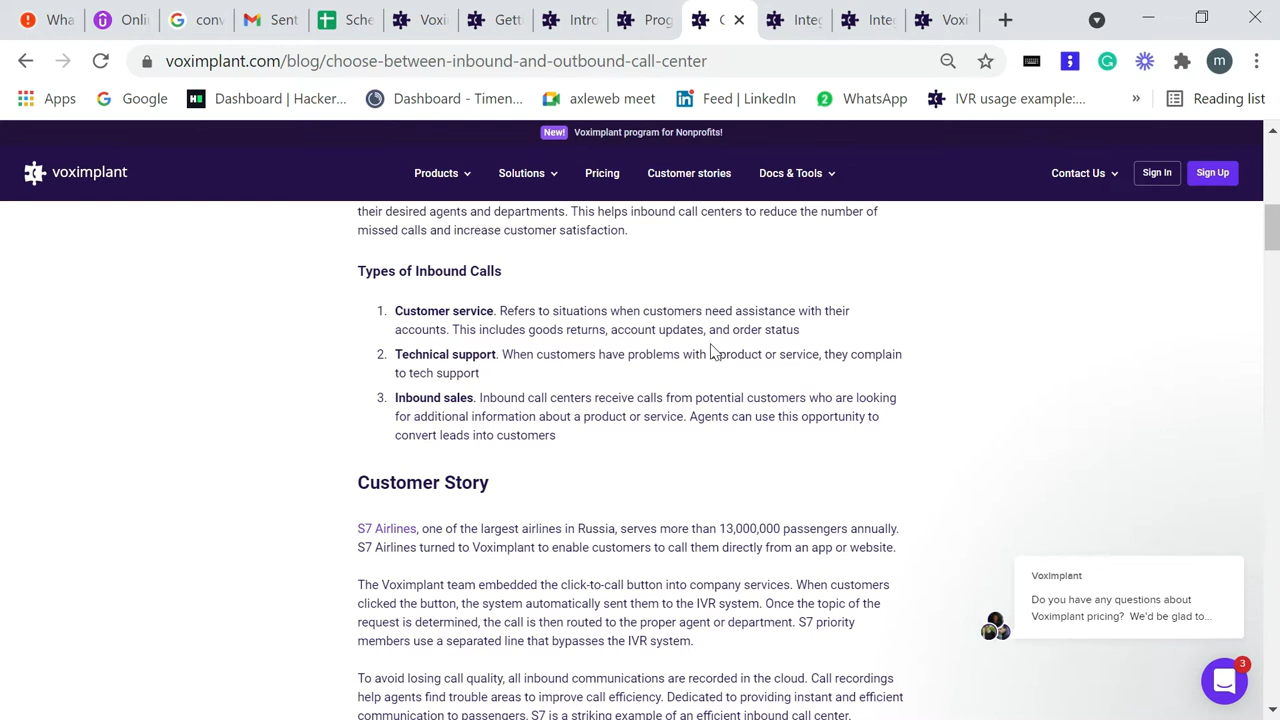 Wha
Onli
conv
Sent
Sche
Voxi
Gett
Intro
Prog
C
Integ
Integ
Voxi
voximplant.com/blog/choose-between-inbound-and-outbound-call-center
m
Apps
Google
Dashboard | Hacker...
Dashboard - Timen...
axleweb meet
Feed | LinkedIn
2
WhatsApp
IVR usage example:...
»
Reading list
New! Voximplant program for Nonprofits!
voximplant
Products
Solutions
Pricing
Customer stories
Docs & Tools
Contact Us
Sign In
Sign Up
their desired agents and departments. This helps inbound call centers to reduce the number of
missed calls and increase customer satisfaction.
Types of Inbound Calls
1. Customer service. Refers to situations when customers need assistance with their
accounts. This includes goods returns, account updates, and order status
2. Technical support. When customers have problems with product or service, they complain
to tech support
3. Inbound sales. Inbound call centers receive calls from potential customers who are looking
for additional information about a product or service. Agents can use this opportunity to
convert leads into customers
Customer Story
S7 Airlines, one of the largest airlines in Russia, serves more than 13,000,000 passengers annually.
S7 Airlines turned to Voximplant to enable customers to call them directly from an app or website.
The Voximplant team embedded the click-to-call button into company services. When customers
clicked the button, the system automatically sent them to the IVR system. Once the topic of the
request is determined, the call is then routed to the proper agent or department. S7 priority
members use a separated line that bypasses the IVR system.
To avoid losing call quality, all inbound communications are recorded in the cloud. Call recordings
help agents find trouble areas to improve call efficiency. Dedicated to providing instant and efficient
communication to passengers, S7 is a striking example of an efficient inbound call center.
VoxImplant
Do you have any questions about
Voximplant pricing? We'd be glad to...
3